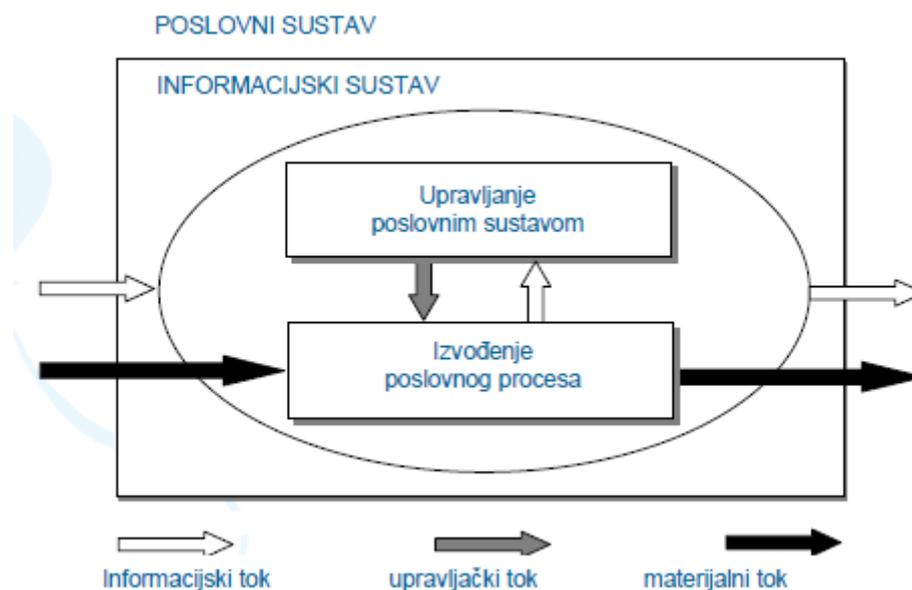 POSLOVNI SUSTAV
INFORMACIJSKI SUSTAV
Upravljanje
poslovnim sustavom
Izvođenje
poslovnog procesa
Informacijski tok
upravljački tok
materijalni tok